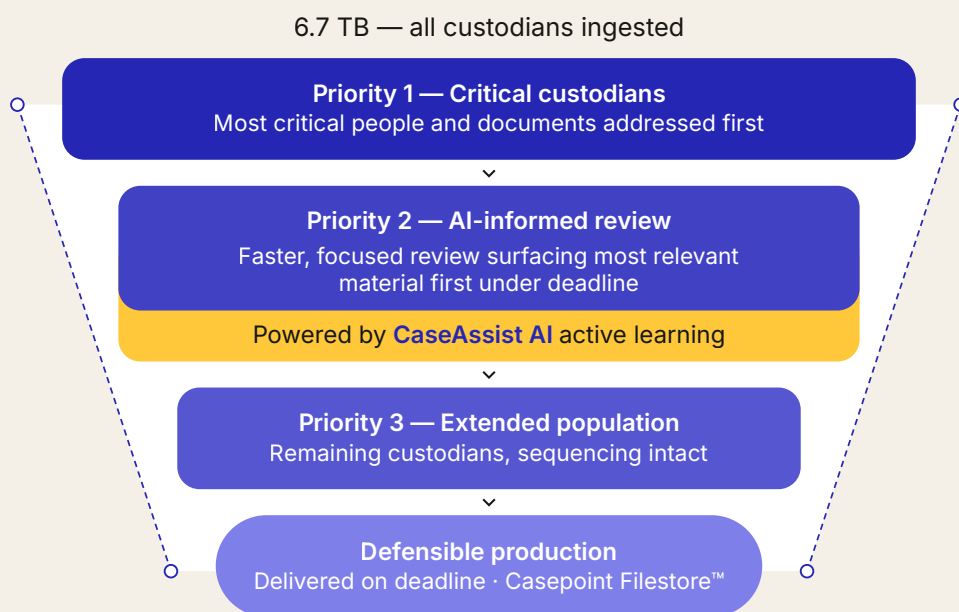 6.7 TB — all custodians ingested
Priority 1 — Critical custodians
Most critical people and documents addressed first
Priority 2 — AI-informed review
Faster, focused review surfacing most relevant
material first under deadline
Powered by CaseAssist AI active learning
Priority 3 — Extended population
Remaining custodians, sequencing intact
Defensible production
Delivered on deadline · Casepoint Filestore™